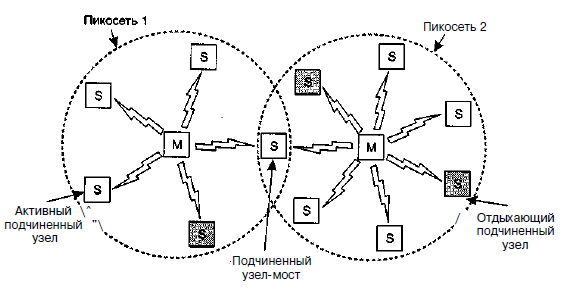 Пикосеть 1
Пикосеть 2
S
S
S
S
S
S
M
S
M
S
S
S
S
S
Активный
подчиненный
узел
Отдыхающий
подчиненный
узел
Подчиненный
узел-мост